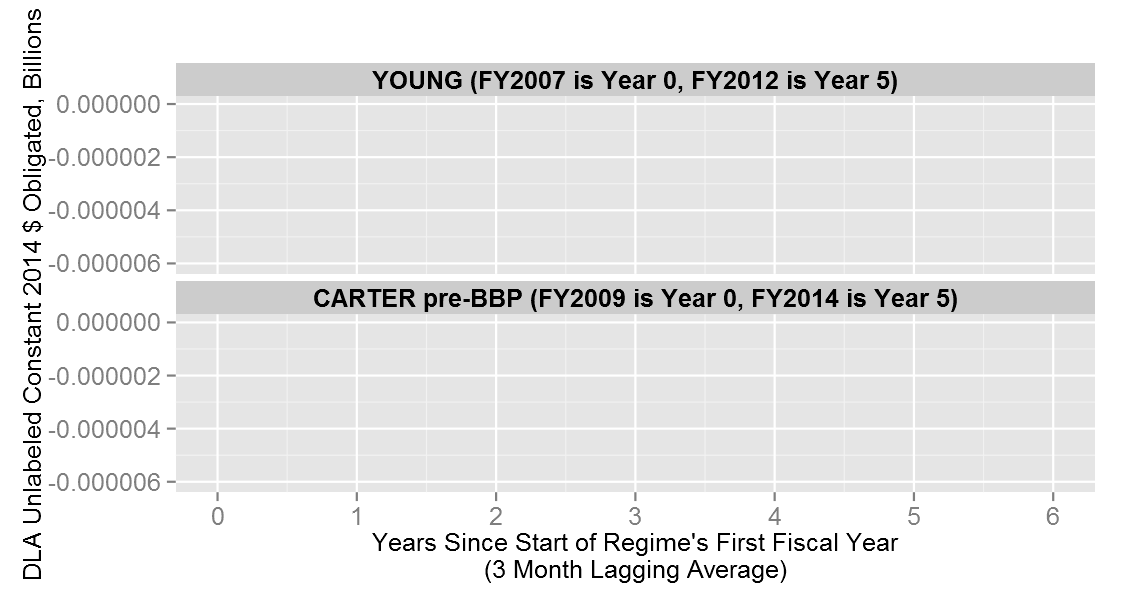 DLA Unlabeled Constant 2014 $ Obligated, Billions
YOUNG (FY2007 is Year 0, FY2012 is Year 5)
0.000000
-0.000002
-0.000004
-0.000006
CARTER pre-BBP (FY2009 is Year 0, FY2014 is Year 5)
0.000000
-0.000002
-0.000004
-0.000006
0 1 2 3 4 5 6
Years Since Start of Regime's First Fiscal Year
(3 Month Lagging Average)